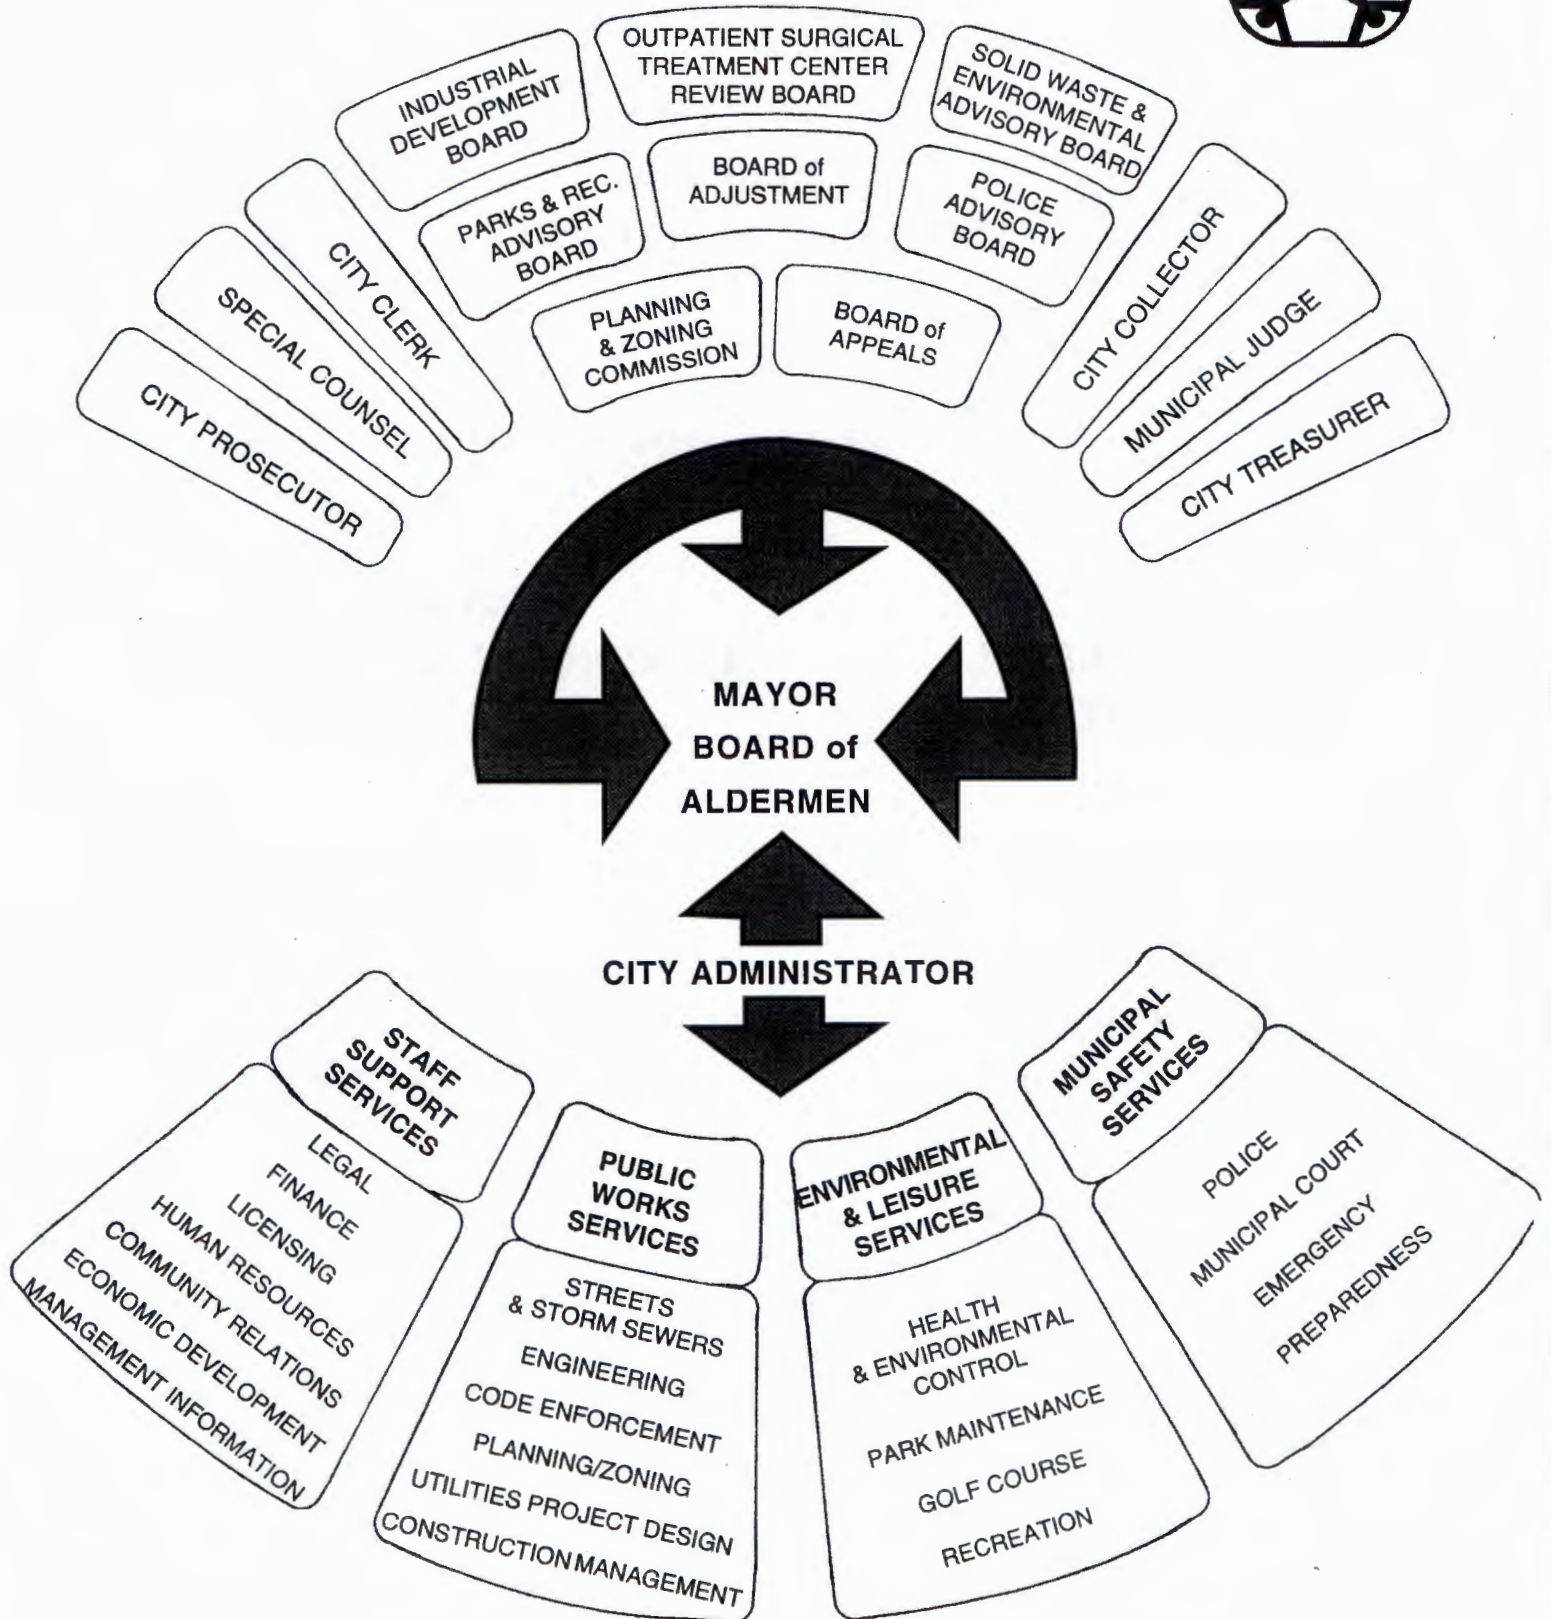 OUTPATIENT SURGICAL
TREATMENT CENTER
REVIEW BOARD
INDUSTRIAL
DEVELOPMENT
BOARD
SOLID WASTE &
ENVIRONMENTAL
ADVISORY BOARD
PARKS & REC.
ADVISORY
BOARD
BOARD of
ADJUSTMENT
POLICE
ADVISORY
BOARD
PLANNING
& ZONING
COMMISSION
BOARD of
APPEALS
CITY CLERK
SPECIAL COUNSEL
CITY PROSECUTOR
CITY COLLECTOR
MUNICIPAL JUDGE
CITY TREASURER
MAYOR
BOARD of
ALDERMEN
CITY ADMINISTRATOR
STAFF
SUPPORT
SERVICES
LEGAL
FINANCE
LICENSING
HUMAN RESOURCES
COMMUNITY RELATIONS
ECONOMIC DEVELOPMENT
MANAGEMENT INFORMATION
PUBLIC
WORKS
SERVICES
STREETS
& STORM SEWERS
ENGINEERING
CODE ENFORCEMENT
PLANNING/ZONING
UTILITIES PROJECT DESIGN
CONSTRUCTION MANAGEMENT
ENVIRONMENTAL
& LEISURE
SERVICES
HEALTH
& ENVIRONMENTAL
CONTROL
PARK MAINTENANCE
GOLF COURSE
RECREATION
MUNICIPAL
SAFETY
SERVICES
POLICE
MUNICIPAL COURT
EMERGENCY
PREPAREDNESS